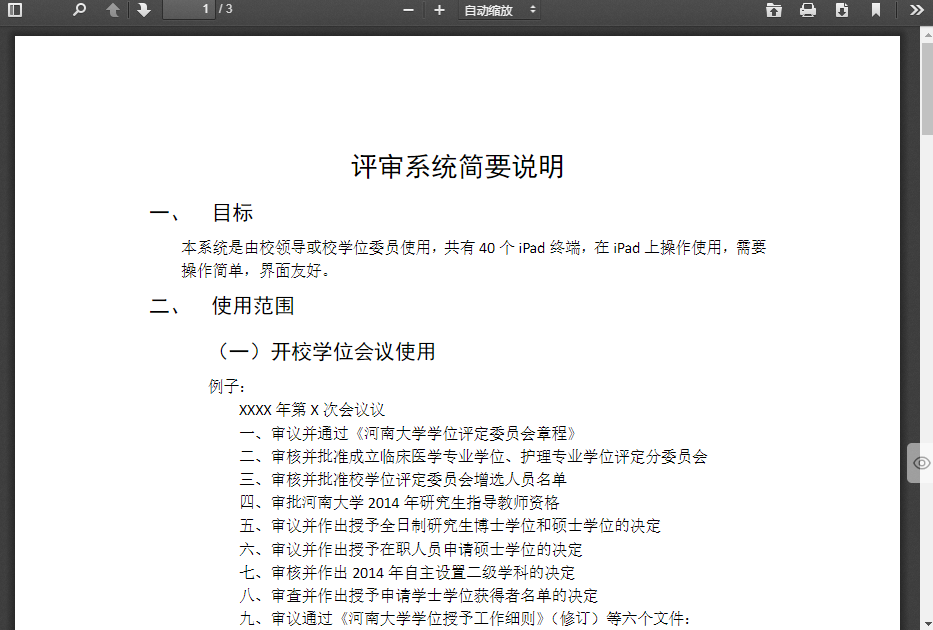 1 / 3
自动缩放
评审系统简要说明
一、 目标
本系统是由校领导或校学位委员使用，共有 40 个 iPad 终端，在 iPad 上操作使用，需要
操作简单，界面友好。
二、 使用范围
（一）开校学位会议使用
例子：
XXXX 年第 X 次会议议
一、审议并通过《河南大学学位评定委员会章程》
二、审核并批准成立临床医学专业学位、护理专业学位评定分委员会
三、审核并批准校学位评定委员会增选人员名单
四、审批河南大学 2014 年研究生指导教师资格
五、审议并作出授予全日制研究生博士学位和硕士学位的决定
六、审议并作出授予在职人员申请硕士学位的决定
七、审核并作出 2014 年自主设置二级学科的决定
八、审查并作出授予申请学士学位获得者名单的决定
九、审议通过《河南大学学位授予工作细则》（修订）等六个文件：